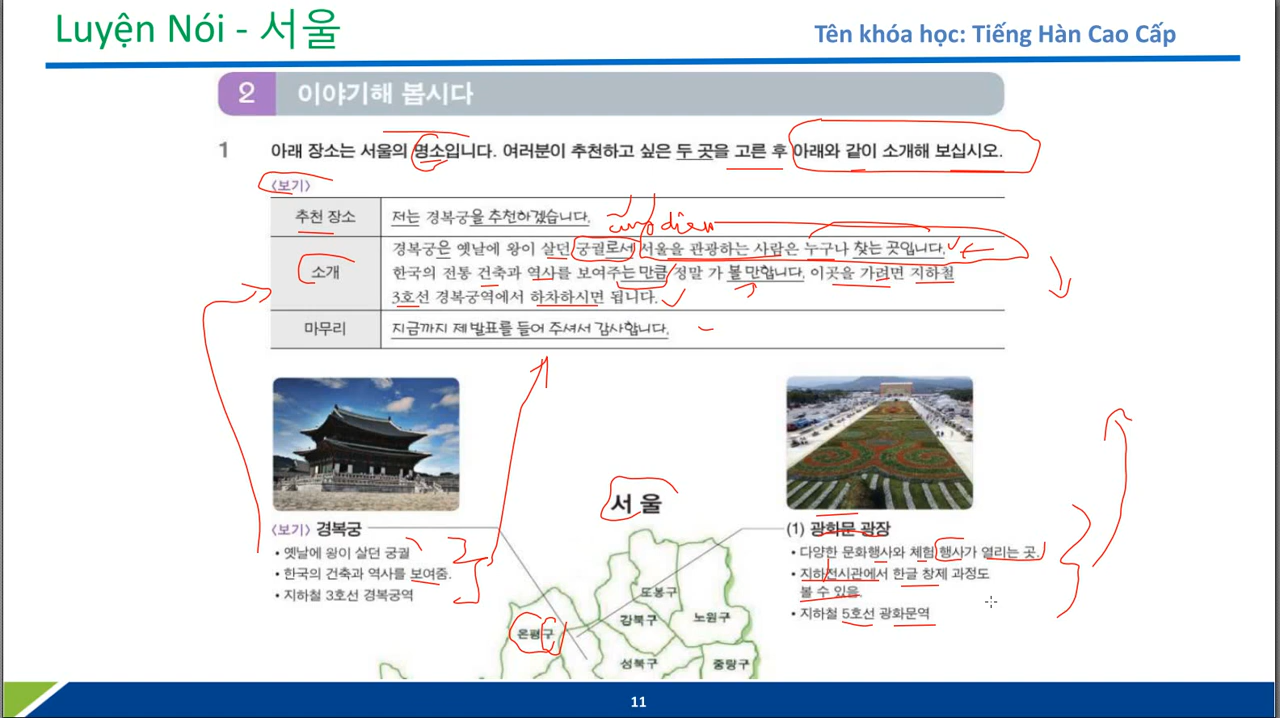 Luyện Nói - 서울
Tên khóa học: Tiếng Hàn Cao Cấp
2 이야기해 봅시다
1 아래 장소는 서울의 명소입니다. 여러분이 추천하고 싶은 두 곳을 고른 후 아래와 같이 소개해 보십시오.
<보기>
추천 장소 저는 경복궁을 추천하겠습니다.
cung điện
소개 경복궁은 옛날에 왕이 살던 궁궐로서 서울을 관광하는 사람은 누구나 찾는 곳입니다.
한국의 전통 건축과 역사를 보여주는 만큼 정말 가 볼 만합니다. 이곳을 가려면 지하철
3호선 경복궁역에서 하차하시면 됩니다.
마무리 지금까지 제 발표를 들어 주셔서 감사합니다.
서울
<보기> 경복궁
• 옛날에 왕이 살던 궁궐
• 한국의 건축과 역사를 보여줌.
• 지하철 3호선 경복궁역
(1) 광화문 광장
• 다양한 문화행사와 체험 행사가 열리는 곳.
• 지하전시관에서 한글 창제 과정도
볼 수 있음.
• 지하철 5호선 광화문역
도봉구
강북구
노원구
은평구
성북구
중랑구
11